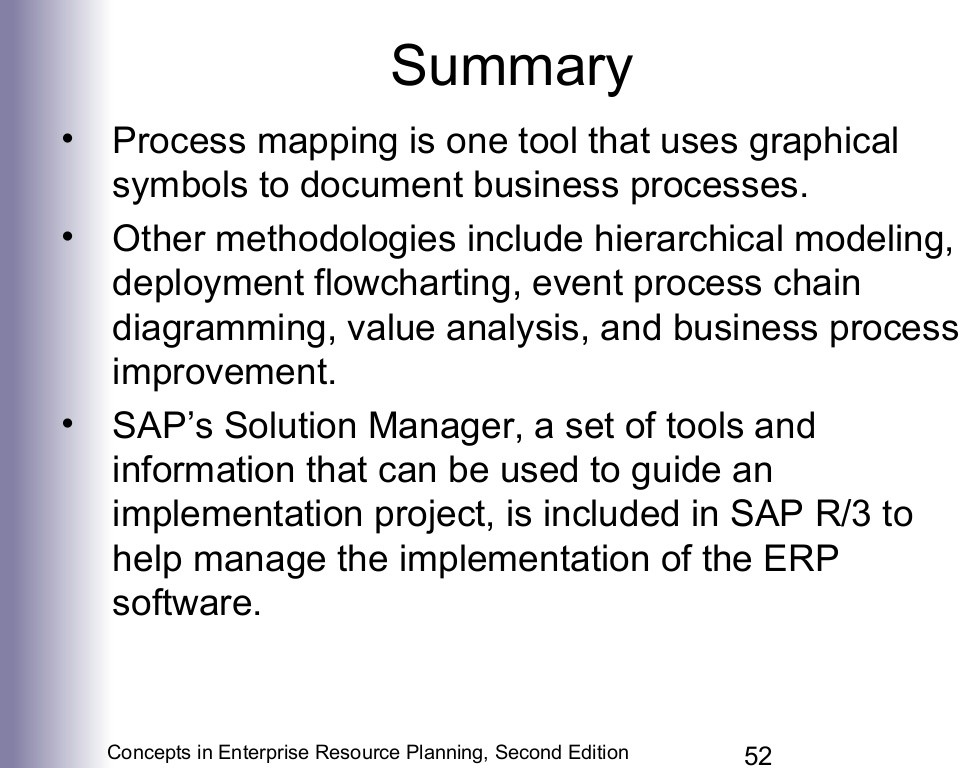 Summary
• Process mapping is one tool that uses graphical
symbols to document business processes.
• Other methodologies include hierarchical modeling,
deployment flowcharting, event process chain
diagramming, value analysis, and business process
improvement.
• SAP’s Solution Manager, a set of tools and
information that can be used to guide an
implementation project, is included in SAP R/3 to
help manage the implementation of the ERP
software.
Concepts in Enterprise Resource Planning, Second Edition 52